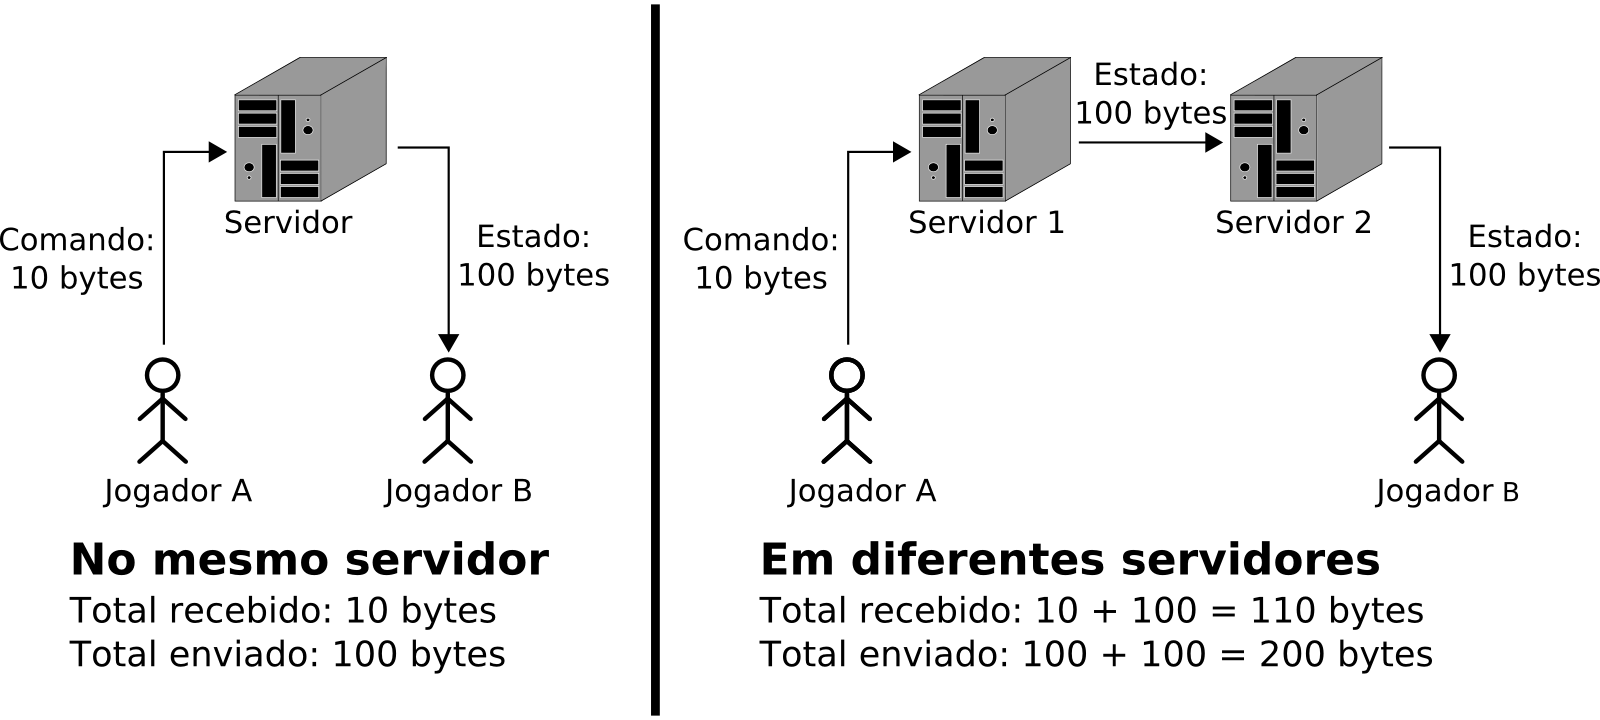 Servidor
Comando:
10 bytes
Estado:
100 bytes
Jogador A
Jogador B
No mesmo servidor
Total recebido: 10 bytes
Total enviado: 100 bytes
Estado:
100 bytes
Servidor 1
Servidor 2
Comando:
10 bytes
Estado:
100 bytes
Jogador A
Jogador B
Em diferentes servidores
Total recebido: 10 + 100 = 110 bytes
Total enviado: 100 + 100 = 200 bytes